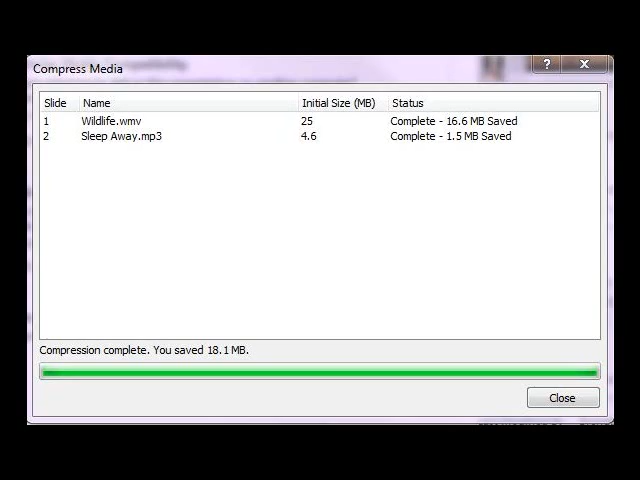 Compress Media
?
X
Slide Name Initial Size (MB) Status
1 Wildlife.wmv 25 Complete - 16.6 MB Saved
2 Sleep Away.mp3 4.6 Complete - 1.5 MB Saved
Compression complete. You saved 18.1 MB.
Close